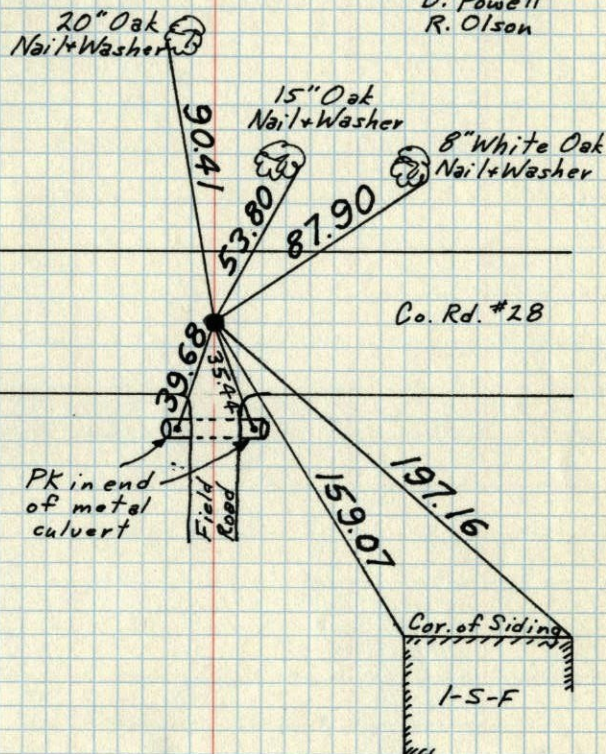 D. Powell
R. Olson
20" Oak
Nail+Washer
15" Oak
Nail+Washer
8" White Oak
Nail+Washer
90.41
53.80
87.90
Co. Rd. #28
39.68
35.44
PK in end
of metal
culvert
Field
Road
159.07
197.16
Cor. of Siding
1-S-F